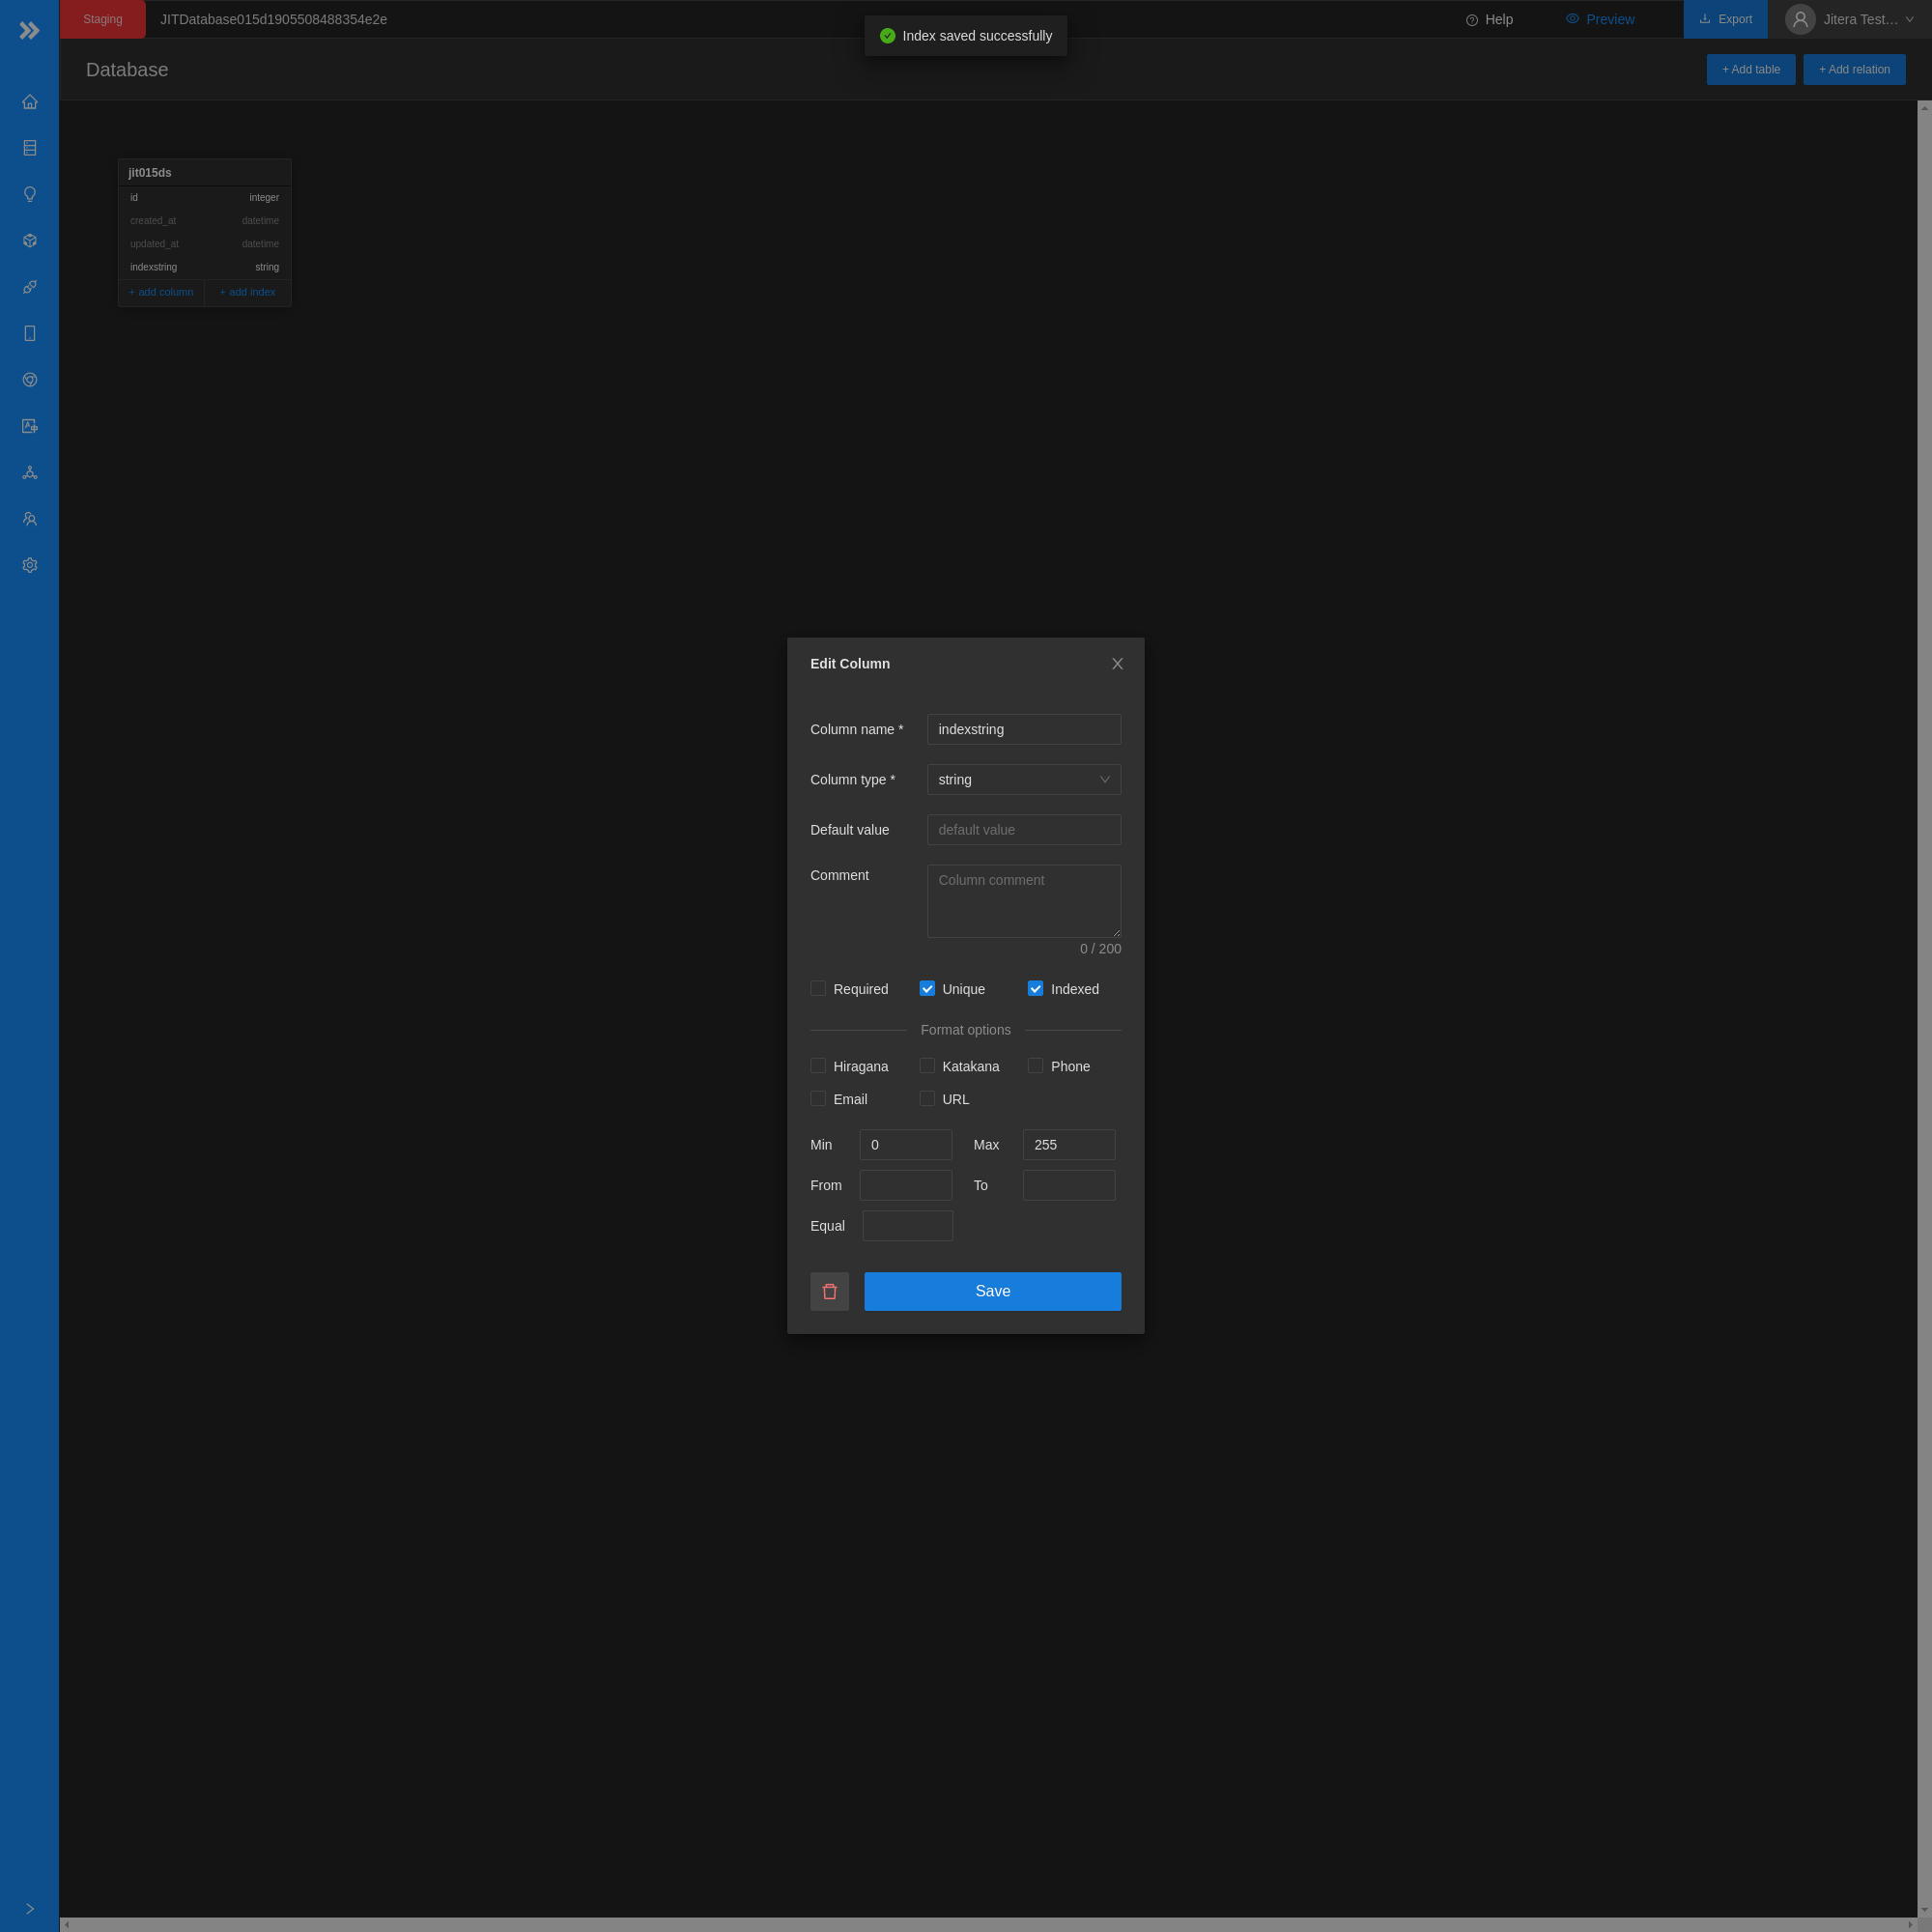 Staging
JITDatabase015d1905508488354e2e
Index saved successfully
Help
Preview
Export
Jitera Test…
Database
+ Add table
+ Add relation
jit015ds
id integer
created_at datetime
updated_at datetime
indexstring string
+ add column + add index
Edit Column
Column name * indexstring
Column type * string
Default value default value
Comment Column comment
0 / 200
Required Unique Indexed
Format options
Hiragana Katakana Phone
Email URL
Min 0 Max 255
From To
Equal
Save